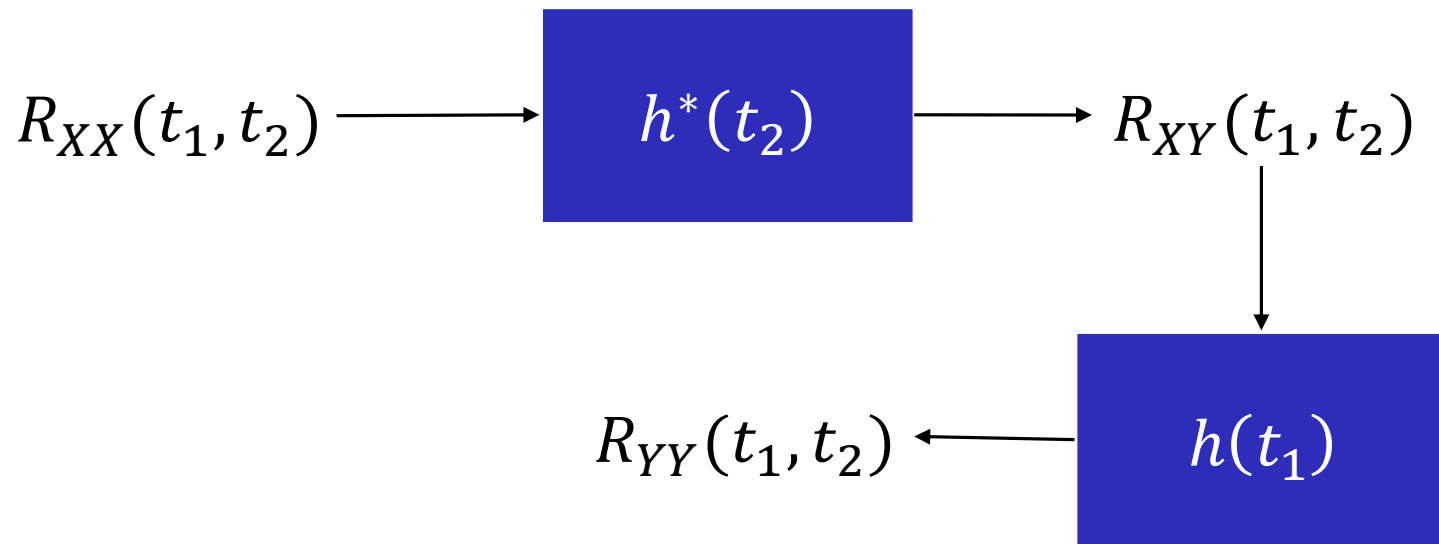 R_{XX}(t_1, t_2)
h^*(t_2)
R_{XY}(t_1, t_2)
h(t_1)
R_{YY}(t_1, t_2)